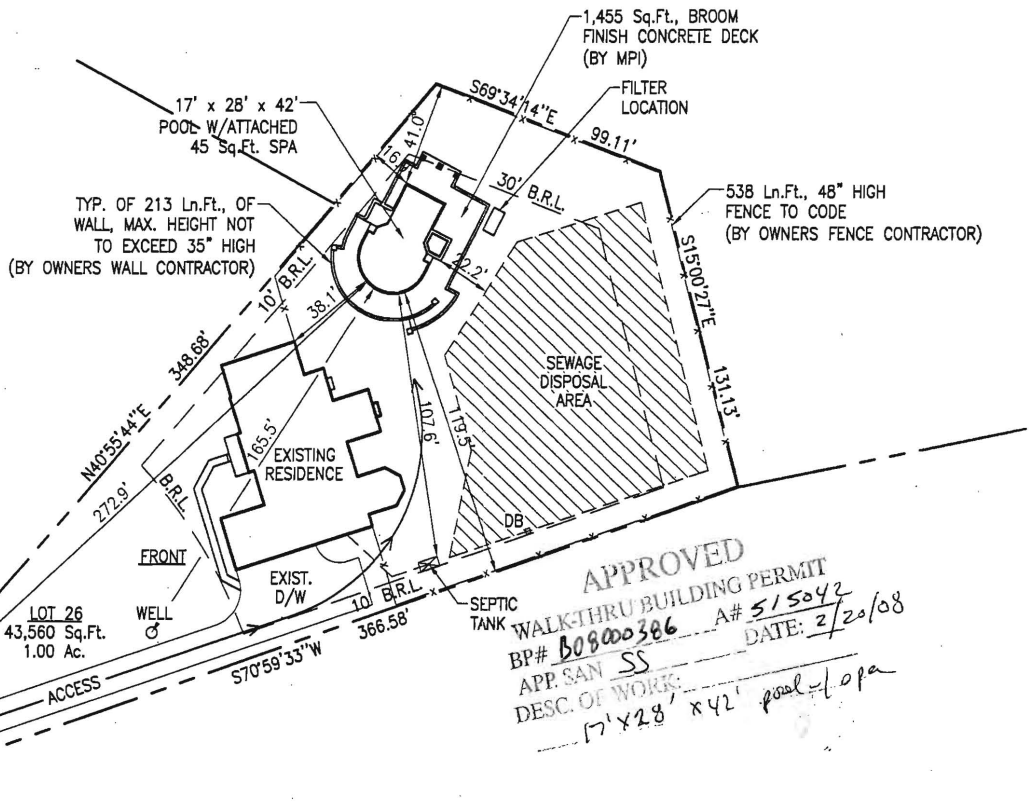 1,455 Sq.Ft., BROOM
FINISH CONCRETE DECK
(BY MPI)
FILTER
LOCATION
S69°34'14"E
99.11'
17' x 28' x 42'
POOL W/ATTACHED
45 Sq.Ft. SPA
41.0'
16.
30' B.R.L.
TYP. OF 213 Ln.Ft., OF
WALL, MAX. HEIGHT NOT
TO EXCEED 35" HIGH
(BY OWNERS WALL CONTRACTOR)
538 Ln.Ft., 48" HIGH
FENCE TO CODE
(BY OWNERS FENCE CONTRACTOR)
22.2'
10' B.R.L.
38.1'
S15°00'27"E
131.13'
348.68'
N40°55'44"E
SEWAGE
DISPOSAL
AREA
107.6'
119.5'
165.5'
EXISTING
RESIDENCE
272.9'
B.R.L.
FRONT
DB
EXIST.
D/W
10' B.R.L.
SEPTIC
TANK
LOT 26
43,560 Sq.Ft.
1.00 Ac.
WELL
366.58'
S70°59'33"W
ACCESS
APPROVED
WALK-THRU BUILDING PERMIT
BP# B08000386 A# 515042
APP. SAN SS DATE: 2/20/08
DESC. OF WORK:
17' x 28' x 42' pool